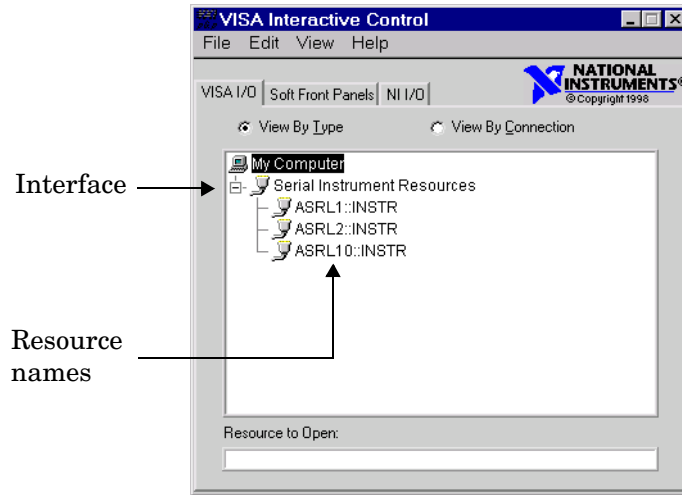 VISA Interactive Control
File Edit View Help
NATIONAL
INSTRUMENTS®
© Copyright 1998
VISA I/O Soft Front Panels NI I/O
View By Type View By Connection
My Computer
Interface
Serial Instrument Resources
ASRL1::INSTR
ASRL2::INSTR
ASRL10::INSTR
Resource
names
Resource to Open: